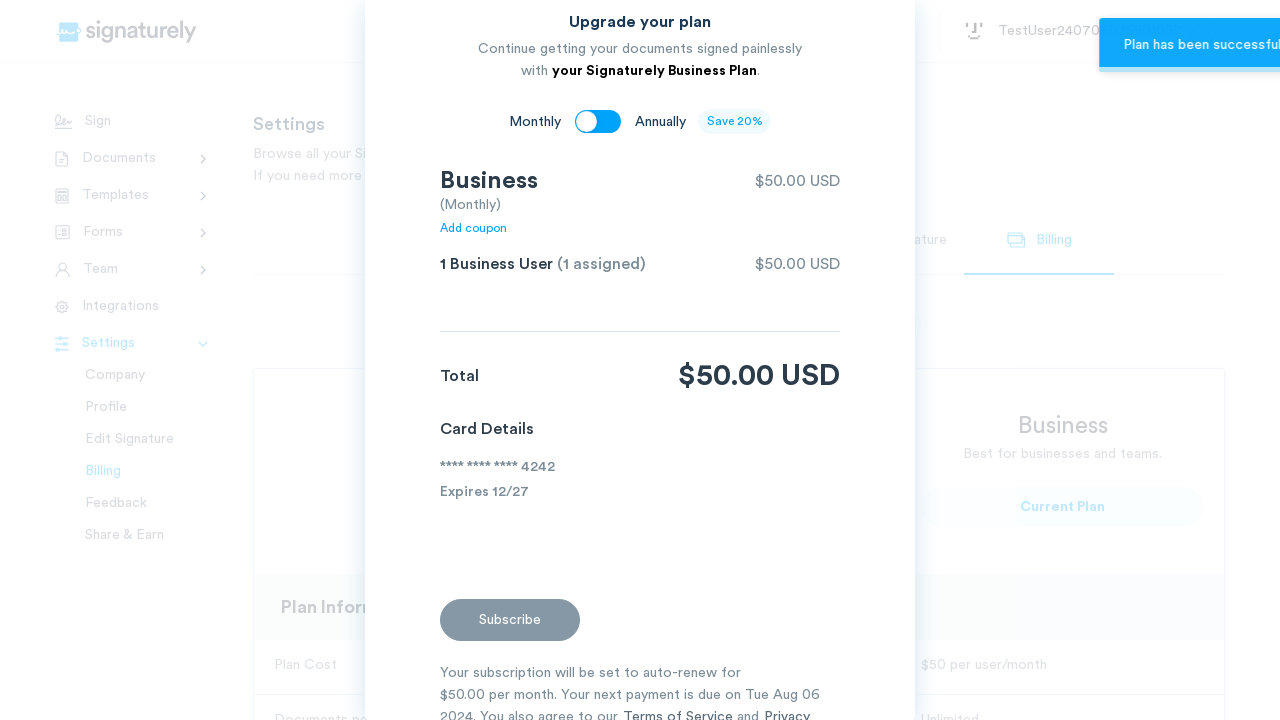 signaturely
TestUser2407
Plan has been successful
Upgrade your plan
Continue getting your documents signed painlessly
with your Signaturely Business Plan.
Monthly
Annually
Save 20%
Sign
Documents
Templates
Forms
Team
Integrations
Settings
Company
Profile
Edit Signature
Billing
Feedback
Share & Earn
Settings
Browse all your
If you need more
ature
Billing
Business
$50.00 USD
(Monthly)
Add coupon
1 Business User (1 assigned)
$50.00 USD
Total
$50.00 USD
Card Details
**** **** **** 4242
Expires 12/27
Subscribe
Your subscription will be set to auto-renew for
$50.00 per month. Your next payment is due on Tue Aug 06
2024. You also agree to our Terms of Service and Privacy
Business
Best for businesses and teams.
Current Plan
Plan Inform
Plan Cost
$50 per user/month
Documents pe
Unlimited